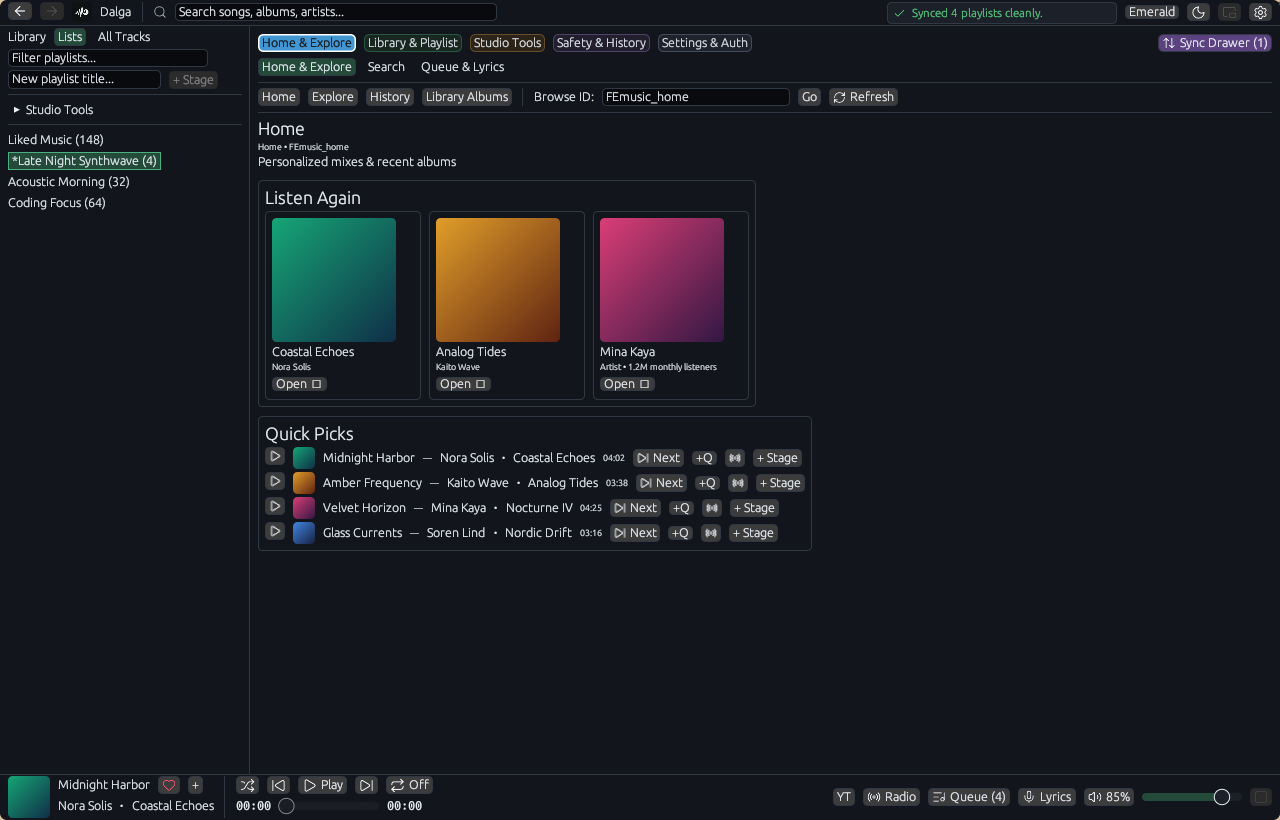 Dalga
Search songs, albums, artists...
Synced 4 playlists cleanly.
Emerald
Library Lists All Tracks
Filter playlists...
New playlist title... + Stage
Studio Tools
Liked Music (148)
*Late Night Synthwave (4)
Acoustic Morning (32)
Coding Focus (64)
Home & Explore Library & Playlist Studio Tools Safety & History Settings & Auth Sync Drawer (1)
Home & Explore Search Queue & Lyrics
Home Explore History Library Albums Browse ID: FEmusic_home Go Refresh
Home
Home • FEmusic_home
Personalized mixes & recent albums
Listen Again
Coastal Echoes
Nora Solis
Open
Analog Tides
Kaito Wave
Open
Mina Kaya
Artist • 1.2M monthly listeners
Open
Quick Picks
Midnight Harbor — Nora Solis • Coastal Echoes 04:02 Next +Q + Stage
Amber Frequency — Kaito Wave • Analog Tides 03:38 Next +Q + Stage
Velvet Horizon — Mina Kaya • Nocturne IV 04:25 Next +Q + Stage
Glass Currents — Soren Lind • Nordic Drift 03:16 Next +Q + Stage
Midnight Harbor +
Nora Solis • Coastal Echoes
Play Off
00:00 00:00
YT Radio Queue (4) Lyrics 85%